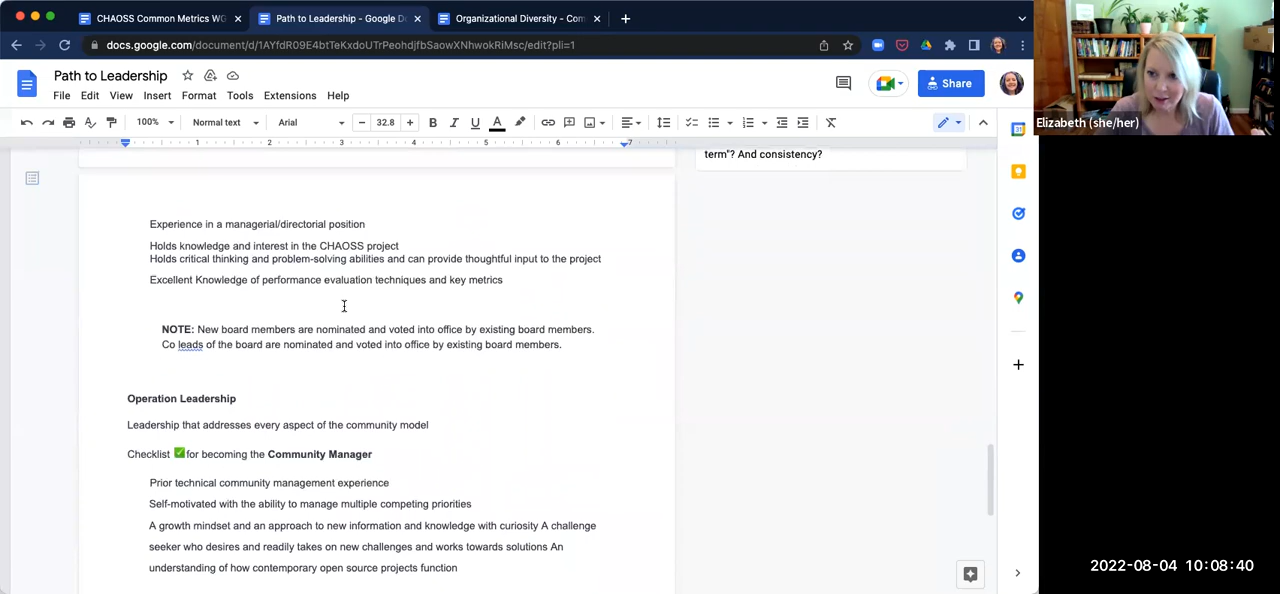 CHAOSS Common Metrics WG
Path to Leadership - Google Do
Organizational Diversity - Com
docs.google.com/document/d/1AYfdR09E4btTeKxdoUTrPeohdjfbSaowXNhwokRiMsc/edit?pli=1
Path to Leadership
File Edit View Insert Format Tools Extensions Help
Share
100% Normal text Arial 32.8
1 2 3 4 5 6 7
term"? And consistency?
Experience in a managerial/directorial position
Holds knowledge and interest in the CHAOSS project
Holds critical thinking and problem-solving abilities and can provide thoughtful input to the project
Excellent Knowledge of performance evaluation techniques and key metrics
NOTE: New board members are nominated and voted into office by existing board members.
Co leads of the board are nominated and voted into office by existing board members.
Operation Leadership
Leadership that addresses every aspect of the community model
Checklist ✅for becoming the Community Manager
Prior technical community management experience
Self-motivated with the ability to manage multiple competing priorities
A growth mindset and an approach to new information and knowledge with curiosity A challenge
seeker who desires and readily takes on new challenges and works towards solutions An
understanding of how contemporary open source projects function
Elizabeth (she/her)
2022-08-04 10:08:40